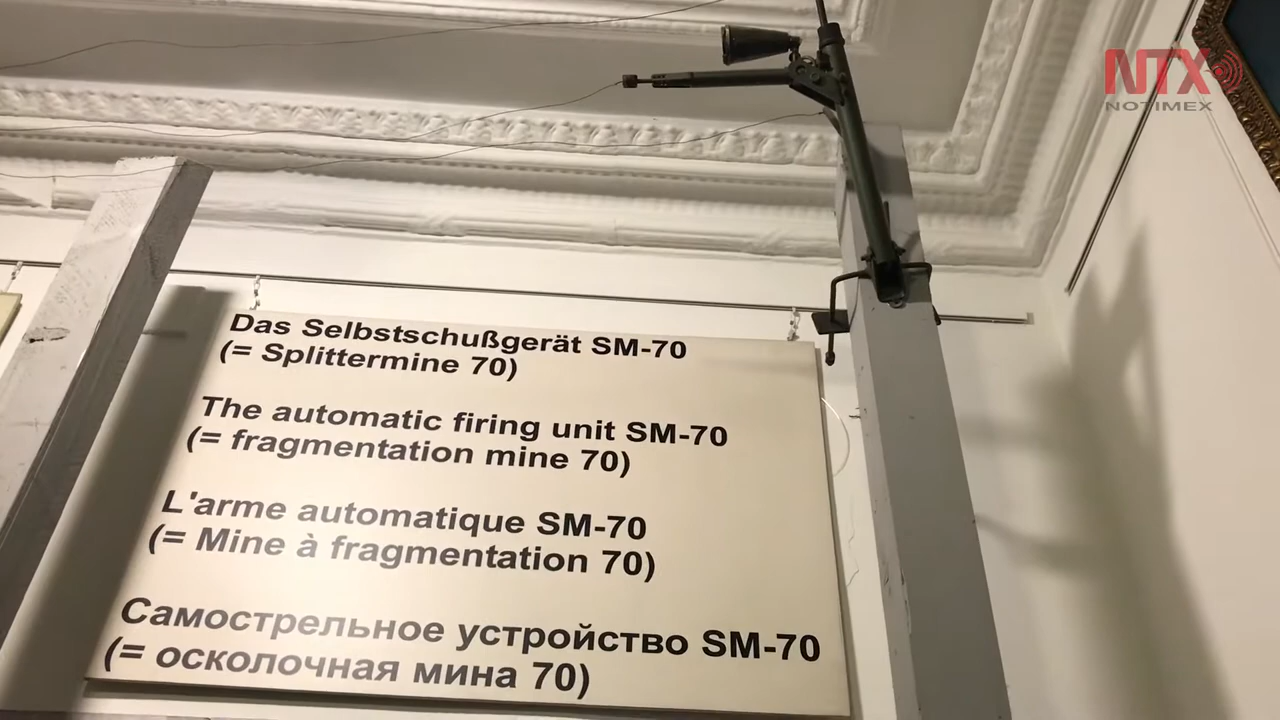 NTX
NOTIMEX
Das Selbstschußgerät SM-70
(= Splittermine 70)
The automatic firing unit SM-70
(= fragmentation mine 70)
L'arme automatique SM-70
(= Mine à fragmentation 70)
Самострельное устройство SM-70
(= осколочная мина 70)